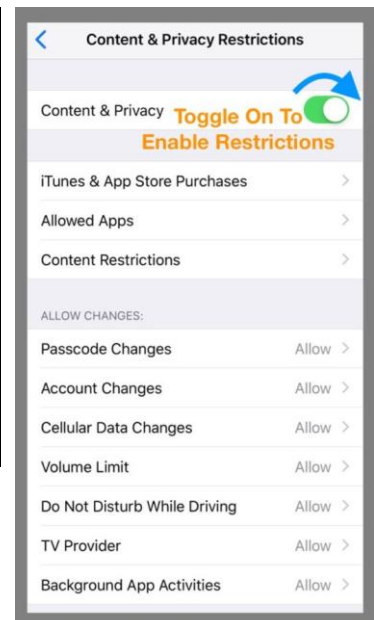 Content & Privacy Restrictions
Content & Privacy Toggle On To
Enable Restrictions
iTunes & App Store Purchases
Allowed Apps
Content Restrictions
ALLOW CHANGES:
Passcode Changes Allow
Account Changes Allow
Cellular Data Changes Allow
Volume Limit Allow
Do Not Disturb While Driving Allow
TV Provider Allow
Background App Activities Allow